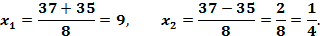 x₁ = (37 + 35)/8 = 9, x₂ = (37 − 35)/8 = 2/8 = 1/4.